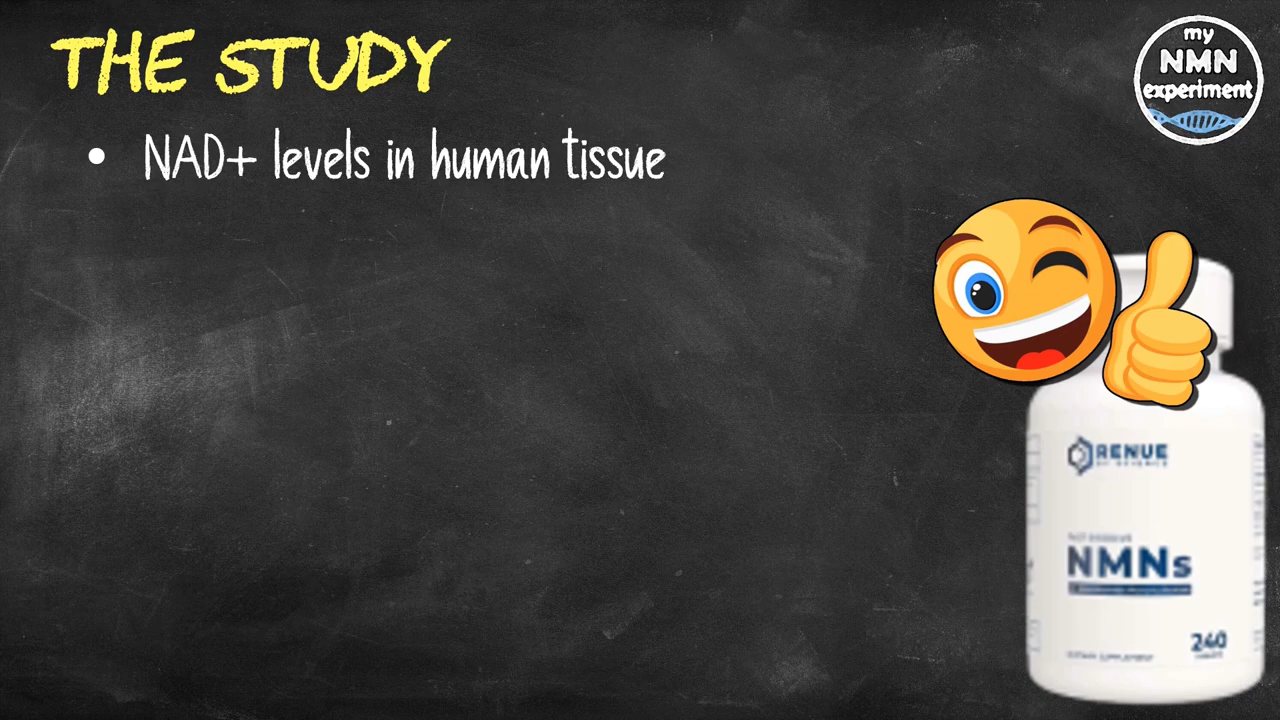 THE STUDY
• NAD+ levels in human tissue
my
NMN
experiment
RENUE
NMNs
240